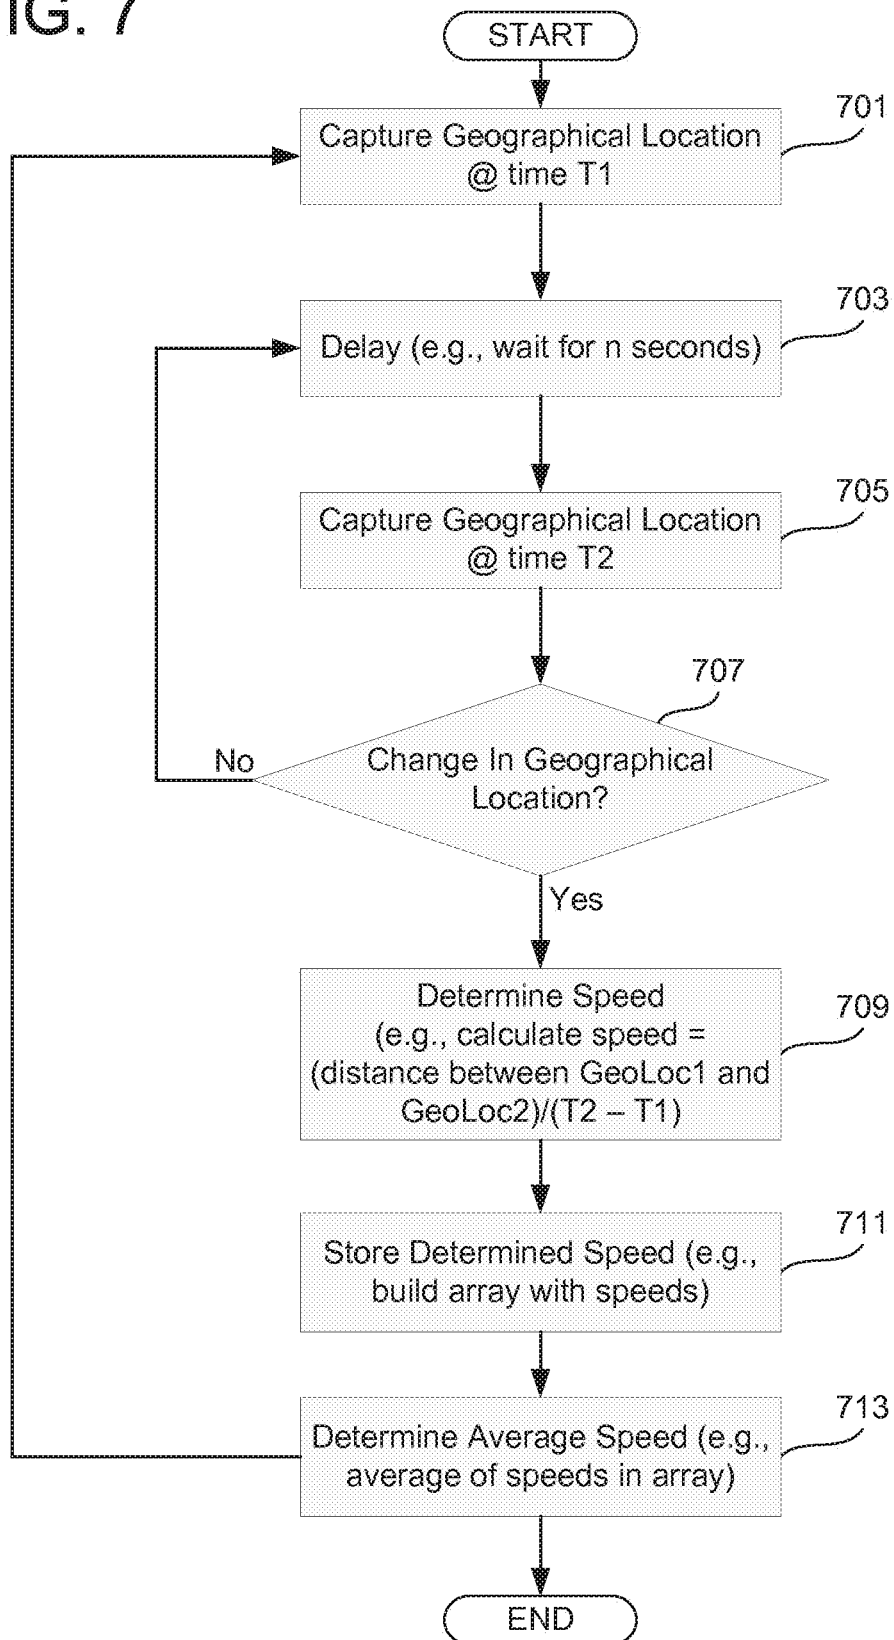 IG. 7
START
701
Capture Geographical Location
@ time T1
703
Delay (e.g., wait for n seconds)
705
Capture Geographical Location
@ time T2
707
Change In Geographical
Location?
No
Yes
Determine Speed
(e.g., calculate speed =
(distance between GeoLoc1 and
GeoLoc2)/(T2 – T1)
709
Store Determined Speed (e.g.,
build array with speeds)
711
Determine Average Speed (e.g.,
average of speeds in array)
713
END